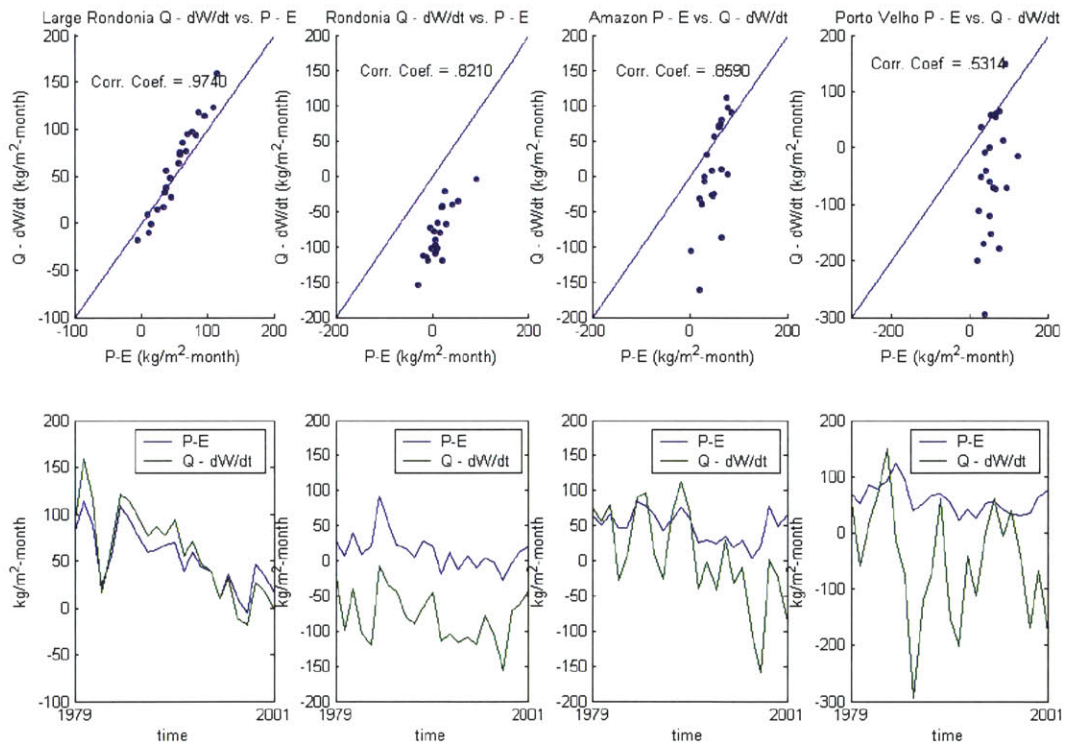 Large Rondonia Q - dW/dt vs. P - E
200
150
100
50
0
-50
-100
-100
0
100
200
Q - dW/dt (kg/m²-month)
P-E (kg/m²-month)
Corr. Coef. = .9740
Rondonia Q - dW/dt vs. P - E
200
150
100
50
0
-50
-100
-150
-200
-200
0
200
Q - dW/dt (kg/m²-month)
P-E (kg/m²-month)
Corr. Coef. = .8210
Amazon P - E vs. Q - dW/dt
200
100
0
-100
-200
-200
0
200
Q - dW/dt (kg/m²-month)
P-E (kg/m²-month)
Corr. Coef. = .8590
Porto Velho P - E vs. Q - dW/dt
200
100
0
-100
-200
-300
-200
0
200
Q - dW/dt (kg/m²-month)
P-E (kg/m²-month)
Corr. Coef = .5314
200
150
100
50
0
-50
-100
1979
2001
kg/m²-month
time
P-E
Q - dW/dt
200
150
100
50
0
-50
-100
-150
-200
1979
2001
kg/m²-month
time
P-E
Q - dW/dt
200
150
100
50
0
-50
-100
-150
-200
1979
2001
kg/m²-month
time
P-E
Q - dW/dt
200
100
0
-100
-200
-300
1979
2001
kg/m²-month
time
P-E
Q - dW/dt